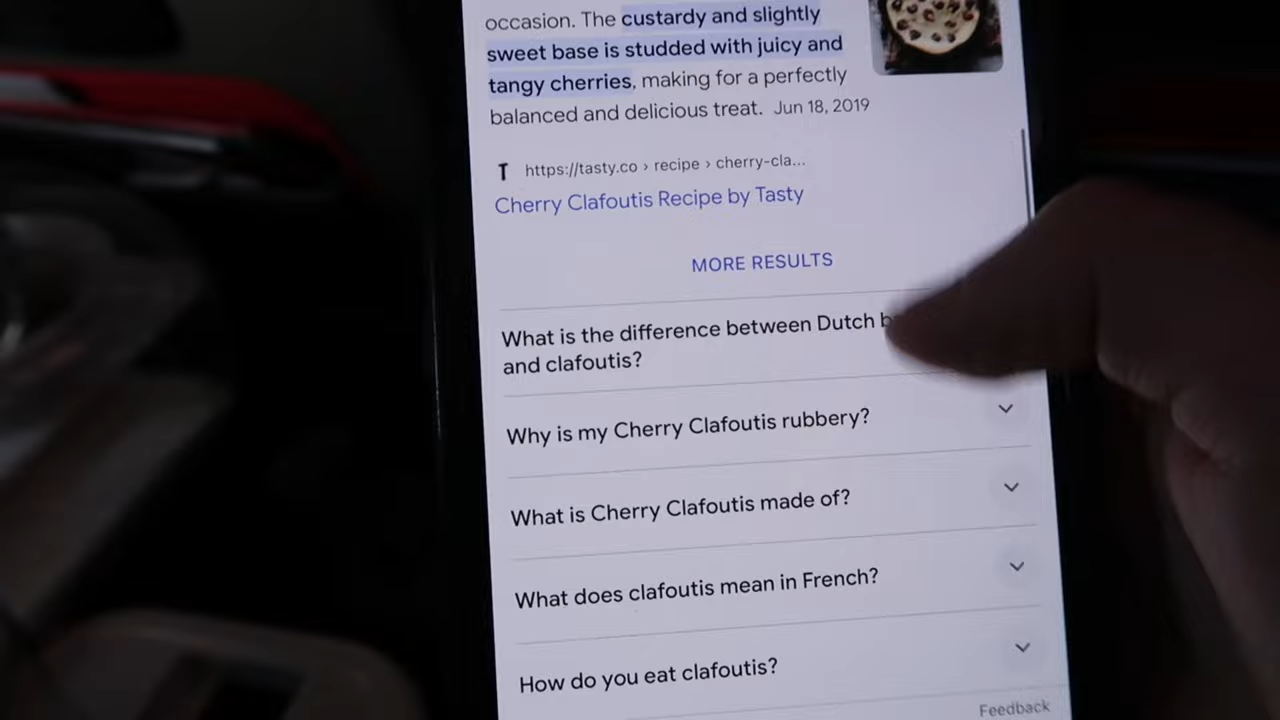 occasion. The custardy and slightly
sweet base is studded with juicy and
tangy cherries, making for a perfectly
balanced and delicious treat. Jun 18, 2019
T https://tasty.co › recipe › cherry-cla...
Cherry Clafoutis Recipe by Tasty
MORE RESULTS
What is the difference between Dutch
and clafoutis?
Why is my Cherry Clafoutis rubbery?
What is Cherry Clafoutis made of?
What does clafoutis mean in French?
How do you eat clafoutis?
Feedback